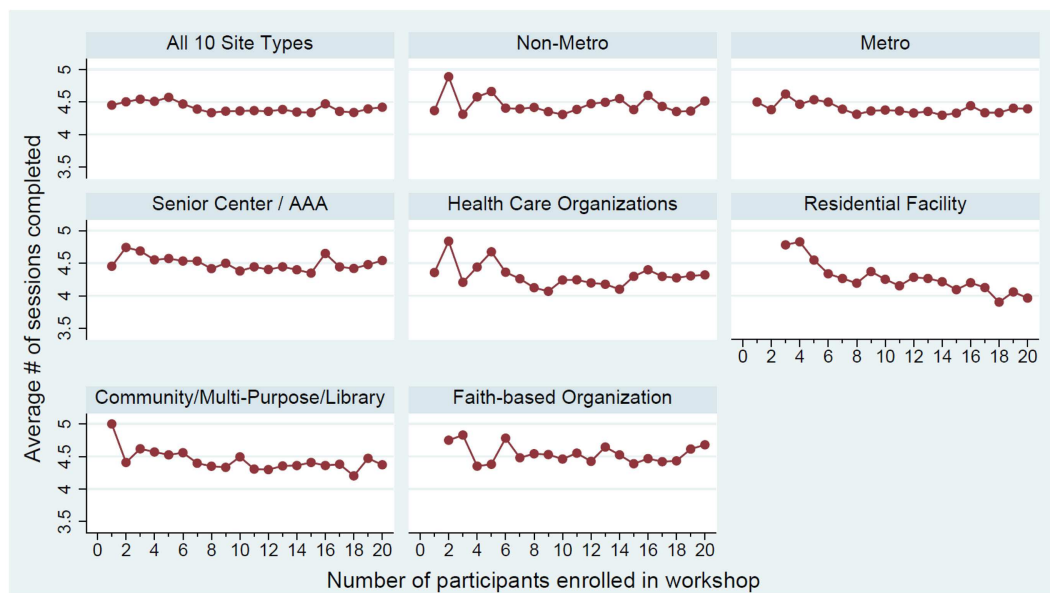 All 10 Site Types
Non-Metro
Metro
5
4.5
4
3.5
Senior Center / AAA
Health Care Organizations
Residential Facility
5
4.5
4
3.5
0 2 4 6 8 10 12 14 16 18 20
Community/Multi-Purpose/Library
Faith-based Organization
5
4.5
4
3.5
0 2 4 6 8 10 12 14 16 18 20
0 2 4 6 8 10 12 14 16 18 20
Average # of sessions completed
Number of participants enrolled in workshop